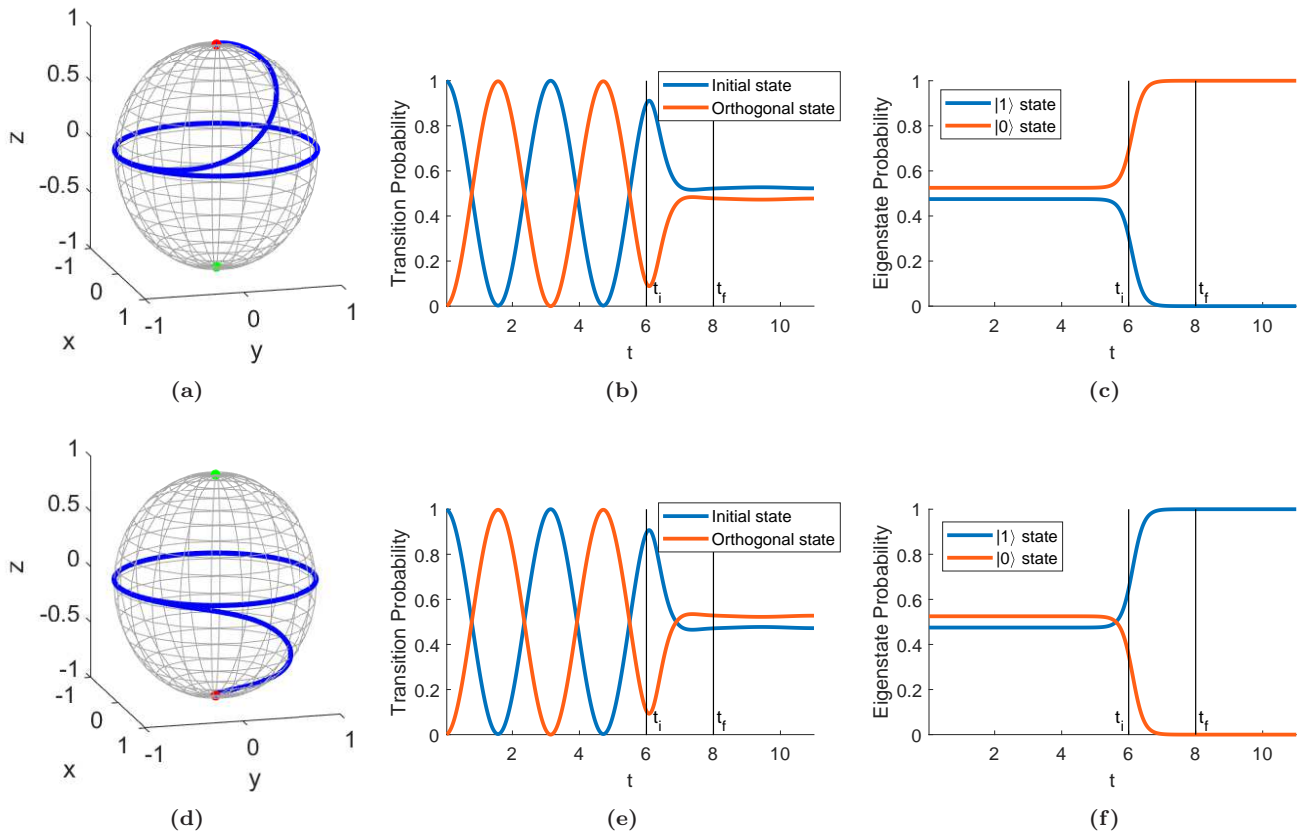 1
0.5
0
-0.5
-1
z
-1
0
1
x
-1
0
1
y
(a)
Transition Probability
1
0.8
0.6
0.4
0.2
0
2
4
6
8
10
t
Initial state
Orthogonal state
t_i
t_f
(b)
Eigenstate Probability
1
0.8
0.6
0.4
0.2
0
2
4
6
8
10
t
|1⟩ state
|0⟩ state
t_i
t_f
(c)
1
0.5
0
-0.5
-1
z
-1
0
1
x
-1
0
1
y
(d)
Transition Probability
1
0.8
0.6
0.4
0.2
0
2
4
6
8
10
t
Initial state
Orthogonal state
t_i
t_f
(e)
Eigenstate Probability
1
0.8
0.6
0.4
0.2
0
2
4
6
8
10
t
|1⟩ state
|0⟩ state
t_i
t_f
(f)